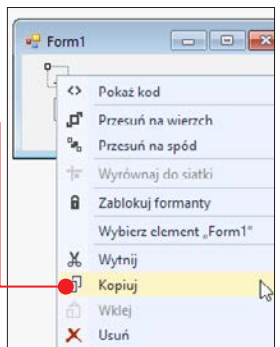 Form1
Pokaż kod
Przesuń na wierzch
Przesuń na spód
Wyrównaj do siatki
Zablokuj formanty
Wybierz element „Form1”
Wytnij
Kopiuj
Wklej
Usuń